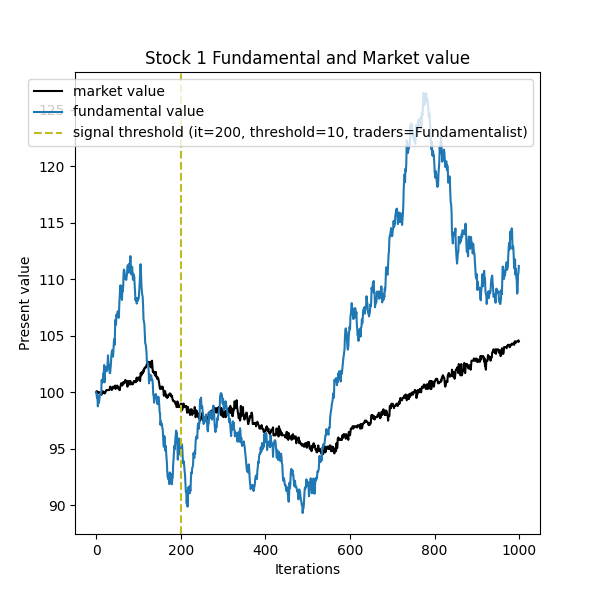 Stock 1 Fundamental and Market value
market value
fundamental value
signal threshold (it=200, threshold=10, traders=Fundamentalist)
125
120
115
110
105
100
95
90
Present value
0 200 400 600 800 1000
Iterations